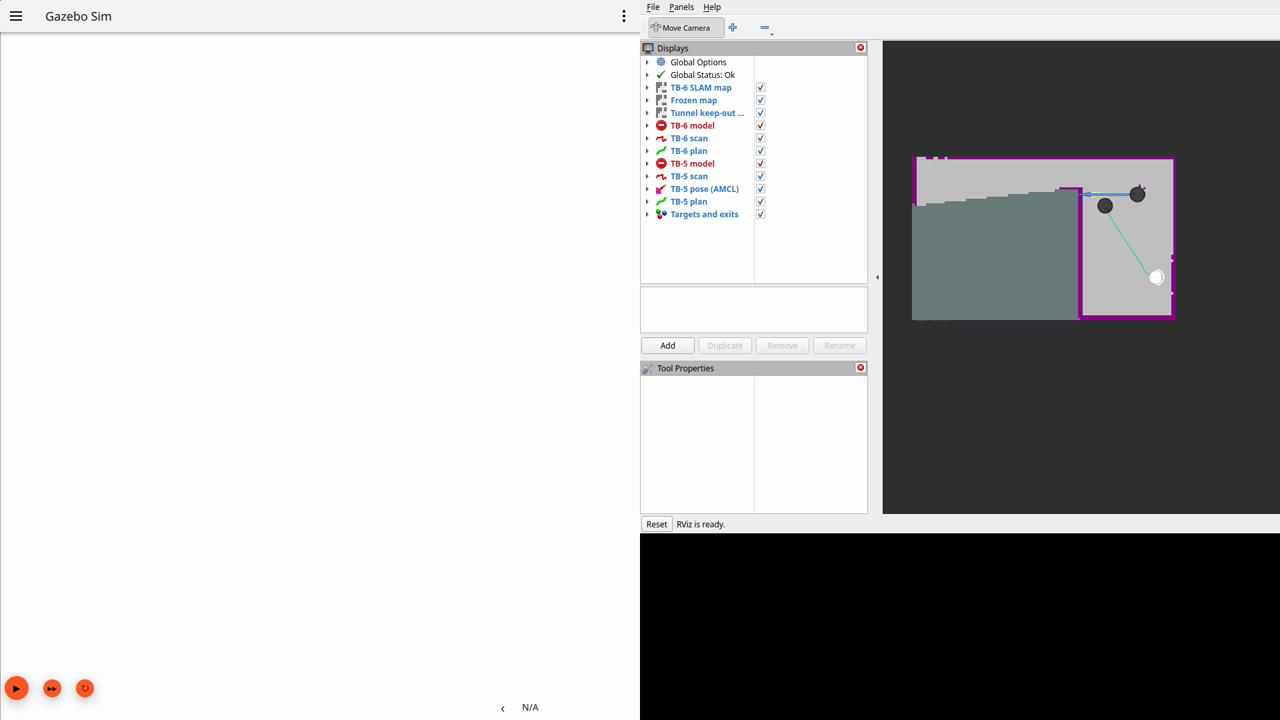 Gazebo Sim
N/A
File Panels Help
Move Camera
Displays
Global Options
Global Status: Ok
TB-6 SLAM map
Frozen map
Tunnel keep-out ...
TB-6 model
TB-6 scan
TB-6 plan
TB-5 model
TB-5 scan
TB-5 pose (AMCL)
TB-5 plan
Targets and exits
Add Duplicate Remove Rename
Tool Properties
Reset RViz is ready.